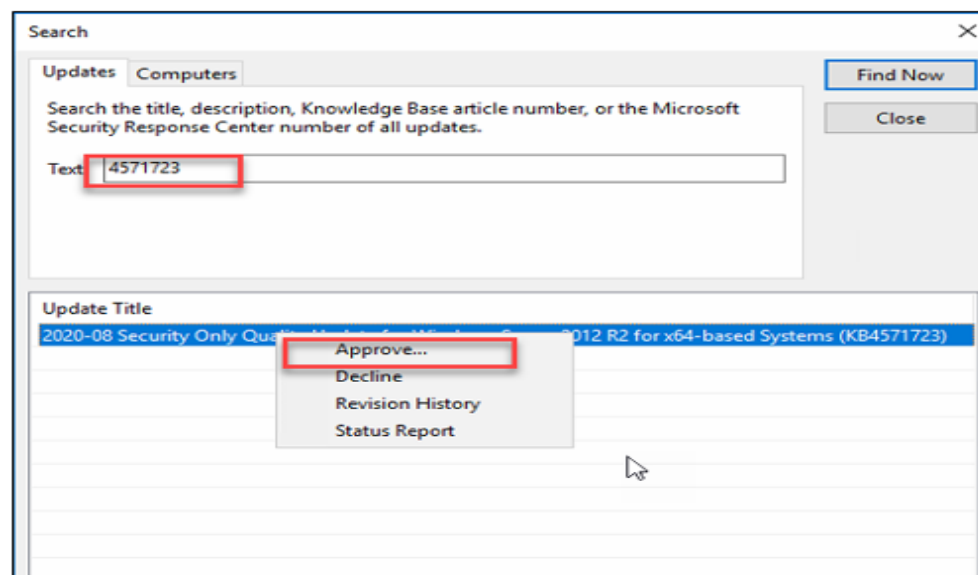 Search
Updates
Computers
Find Now
Search the title, description, Knowledge Base article number, or the Microsoft
Security Response Center number of all updates.
Close
Text
4571723
Update Title
2020-08 Security Only Qua 012 R2 for x64-based Systems (KB4571723)
Approve...
Decline
Revision History
Status Report